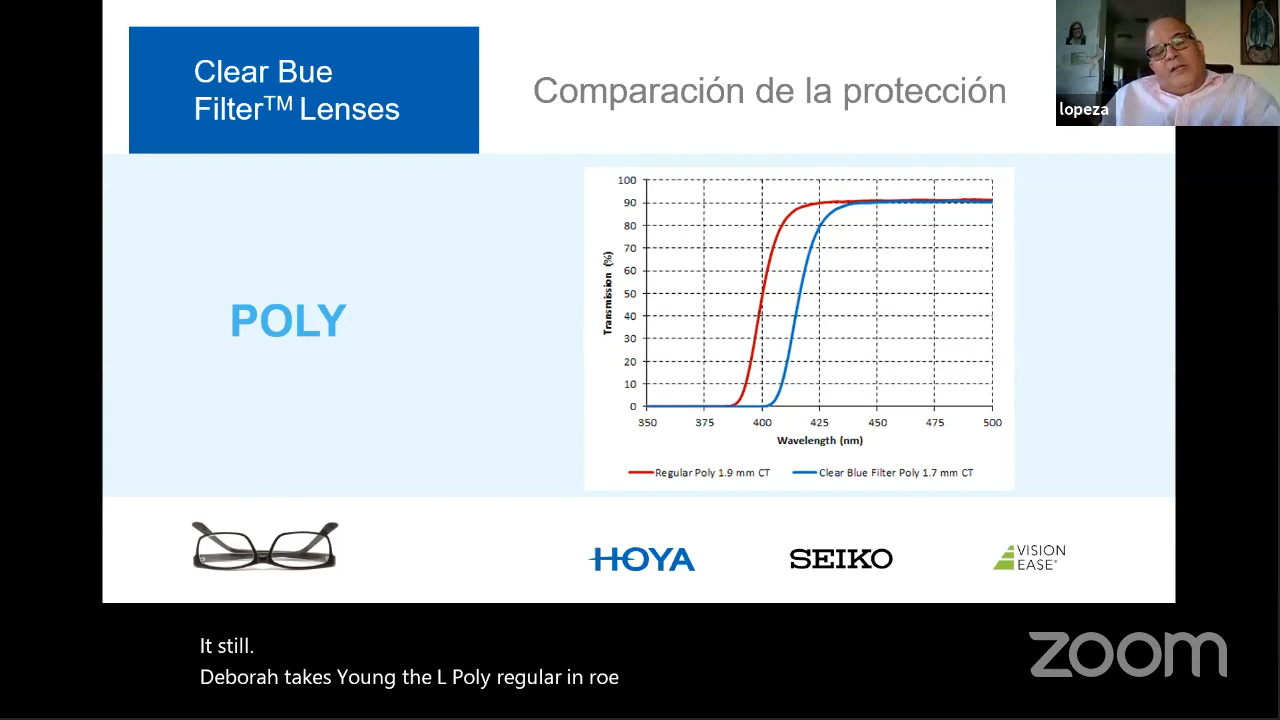 Clear Bue
Filter™ Lenses
Comparación de la protección
lopeza
POLY
100
90
80
70
60
50
40
30
20
10
0
Transmission (%)
350 375 400 425 450 475 500
Wavelength (nm)
Regular Poly 1.9 mm CT
Clear Blue Filter Poly 1.7 mm CT
HOYA
SEIKO
VISION
EASE
It still.
Deborah takes Young the L Poly regular in roe
zoom